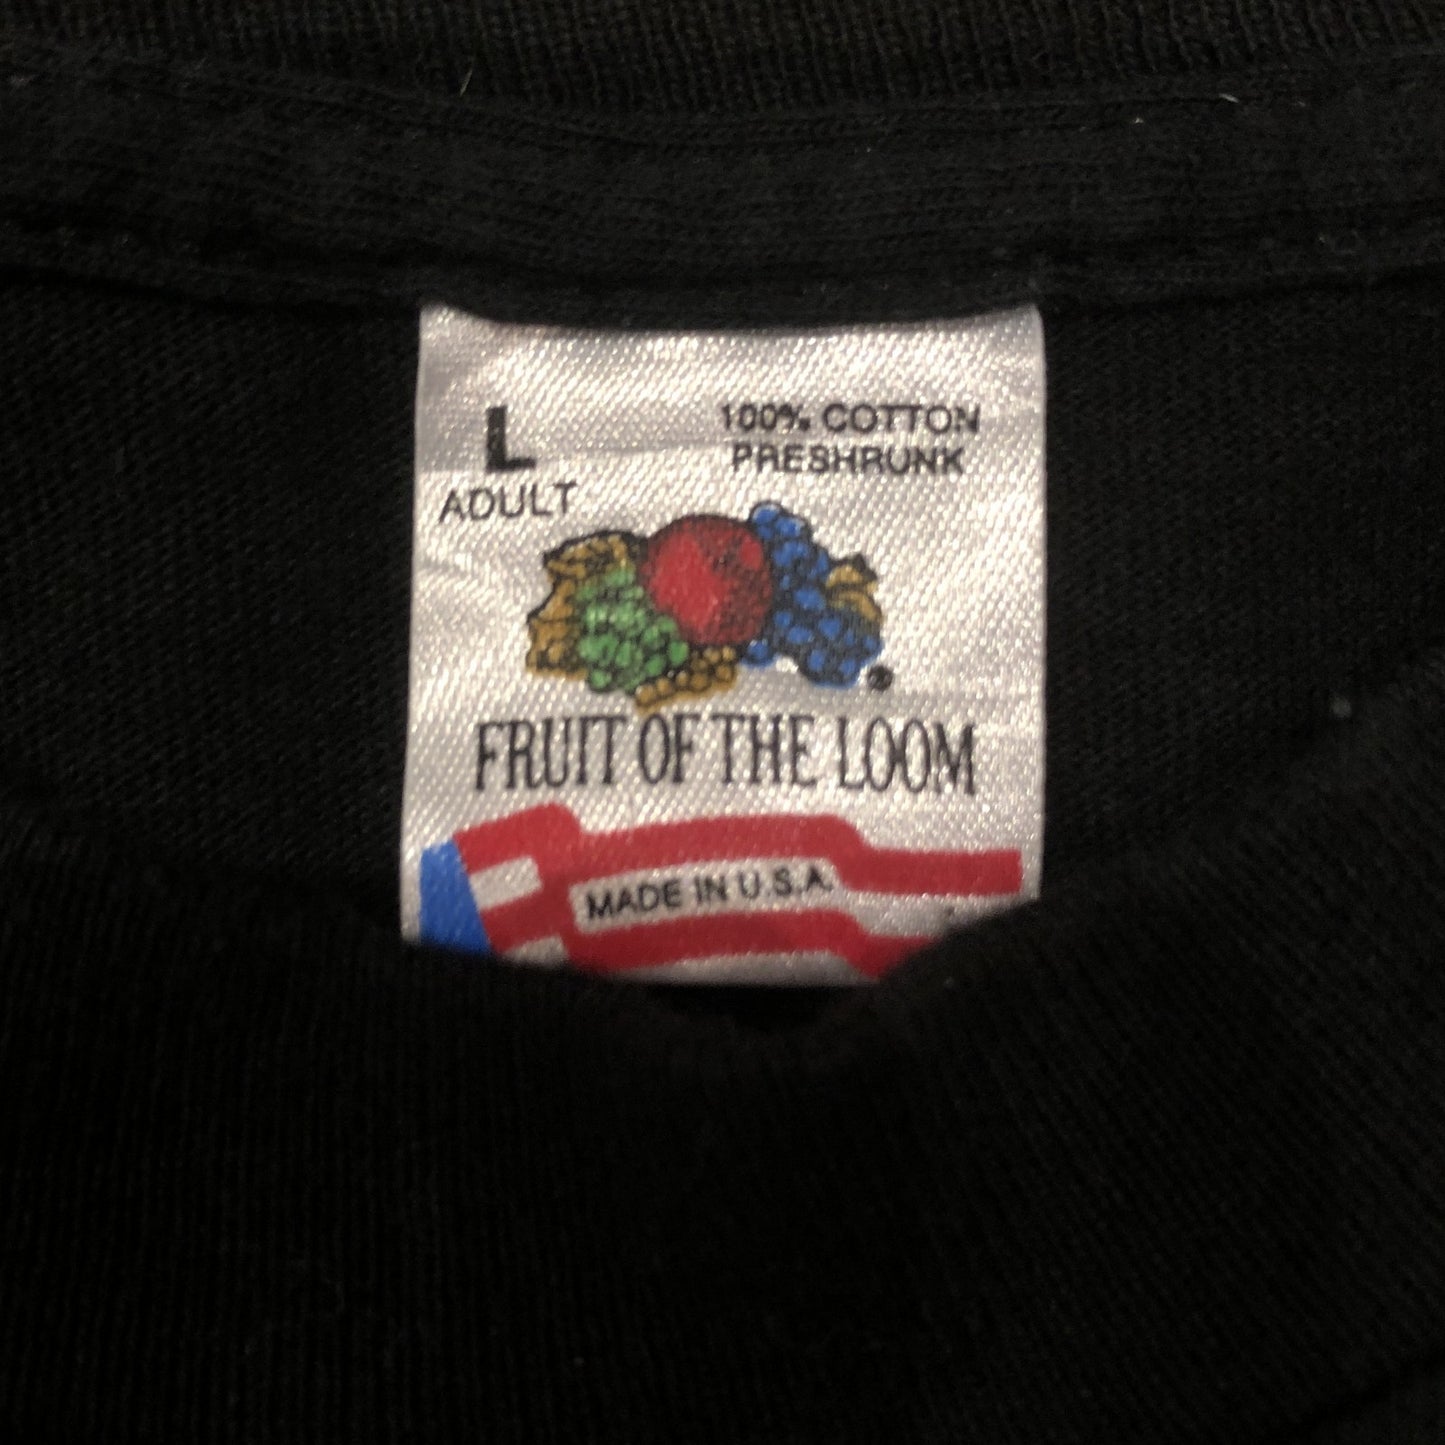 L
ADULT
100% COTTON
PRESHRUNK
®
FRUIT OF THE LOOM
MADE IN U.S.A.